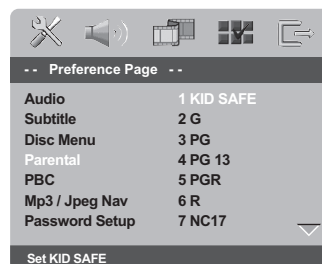 -- Preference Page --
Audio 1 KID SAFE
Subtitle 2 G
Disc Menu 3 PG
Parental 4 PG 13
PBC 5 PGR
Mp3 / Jpeg Nav 6 R
Password Setup 7 NC17
Set KID SAFE